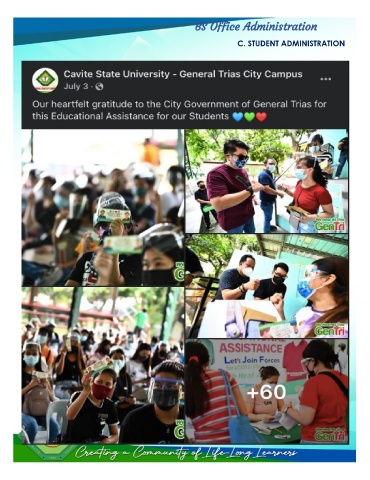 BS Office Administration
C. STUDENT ADMINISTRATION
Cavite State University - General Trias City Campus
July 3 ·
Our heartfelt gratitude to the City Government of General Trias for
this Educational Assistance for our Students 💙💚❤️
GenTri
GenTri
ASSISTANCE
LET'S JOIN FORCES
+60
GenTri
Creating a Community of Life-Long Learners